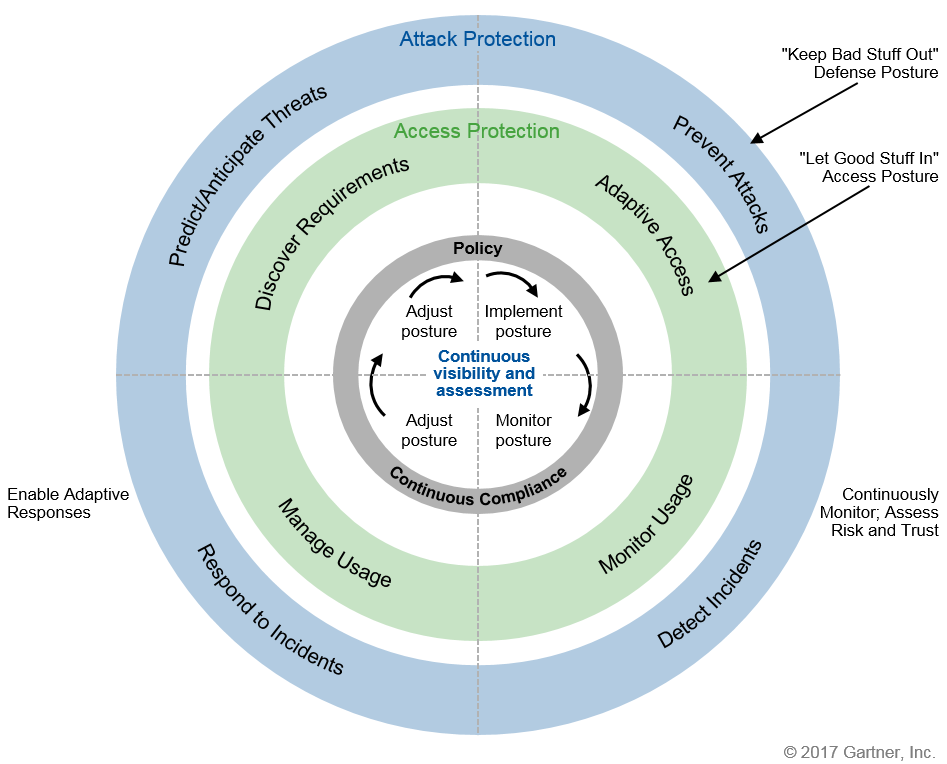 Attack Protection
"Keep Bad Stuff Out"
Defense Posture
Predict/Anticipate Threats
Prevent Attacks
Access Protection
"Let Good Stuff In"
Access Posture
Discover Requirements
Adaptive Access
Policy
Adjust
posture
Implement
posture
Continuous
visibility and
assessment
Adjust
posture
Monitor
posture
Continuous Compliance
Enable Adaptive
Responses
Continuously
Monitor; Assess
Risk and Trust
Manage Usage
Monitor Usage
Respond to Incidents
Detect Incidents
© 2017 Gartner, Inc.